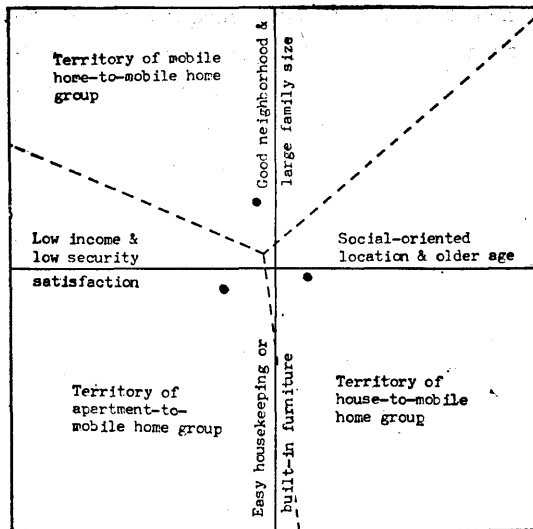 Territory of mobile
home-to-mobile home
group
Good neighborhood &
large family size
Low income &
low security
satisfaction
Social-oriented
location & older age
Territory of
apertment-to-
mobile home group
Easy housekeeping or
built-in furniture
Territory of
house-to-mobile
home group